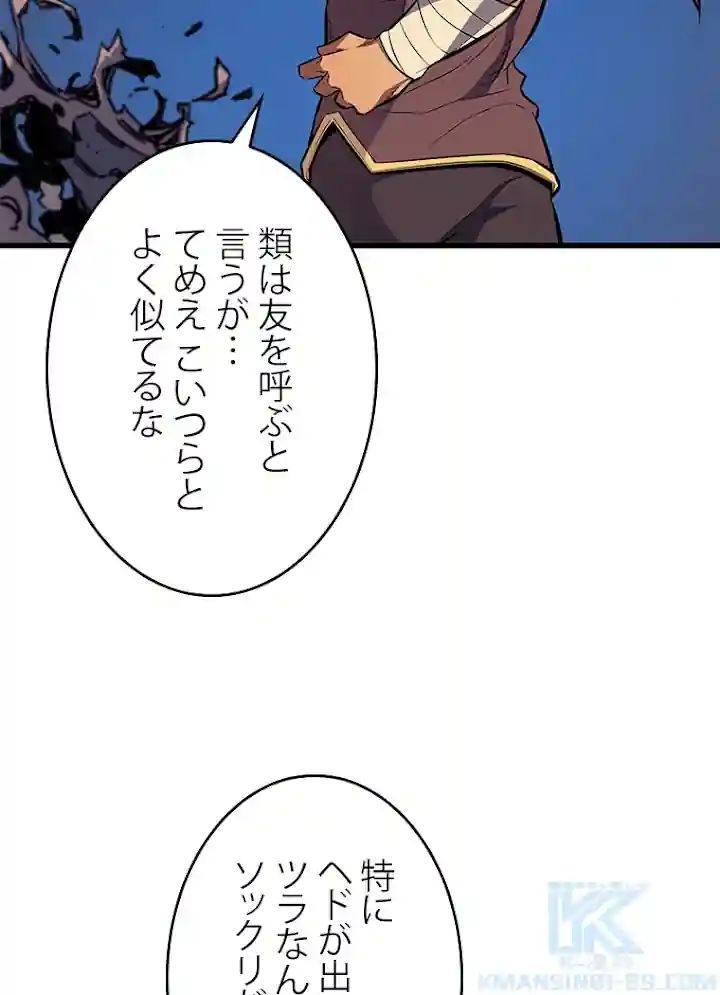 類は友を呼ぶと
言うが…
てめえ こいつらと
よく似てるな
特に
ヘドが出
ツラなん
ソックリ
KMANSIN01-ES.COM